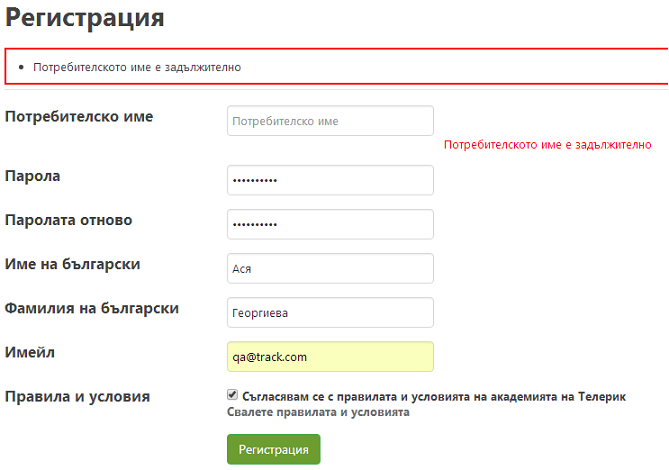 Регистрация
Потребителското име е задължително
Потребителско име
Потребителско име
Потребителското име е задължително
Парола
••••••••••
Паролата отново
••••••••••
Име на български
Ася
Фамилия на български
Георгиева
Имейл
qa@track.com
Правила и условия
Съгласявам се с правилата и условията на академията на Телерик
Свалете правилата и условията
Регистрация